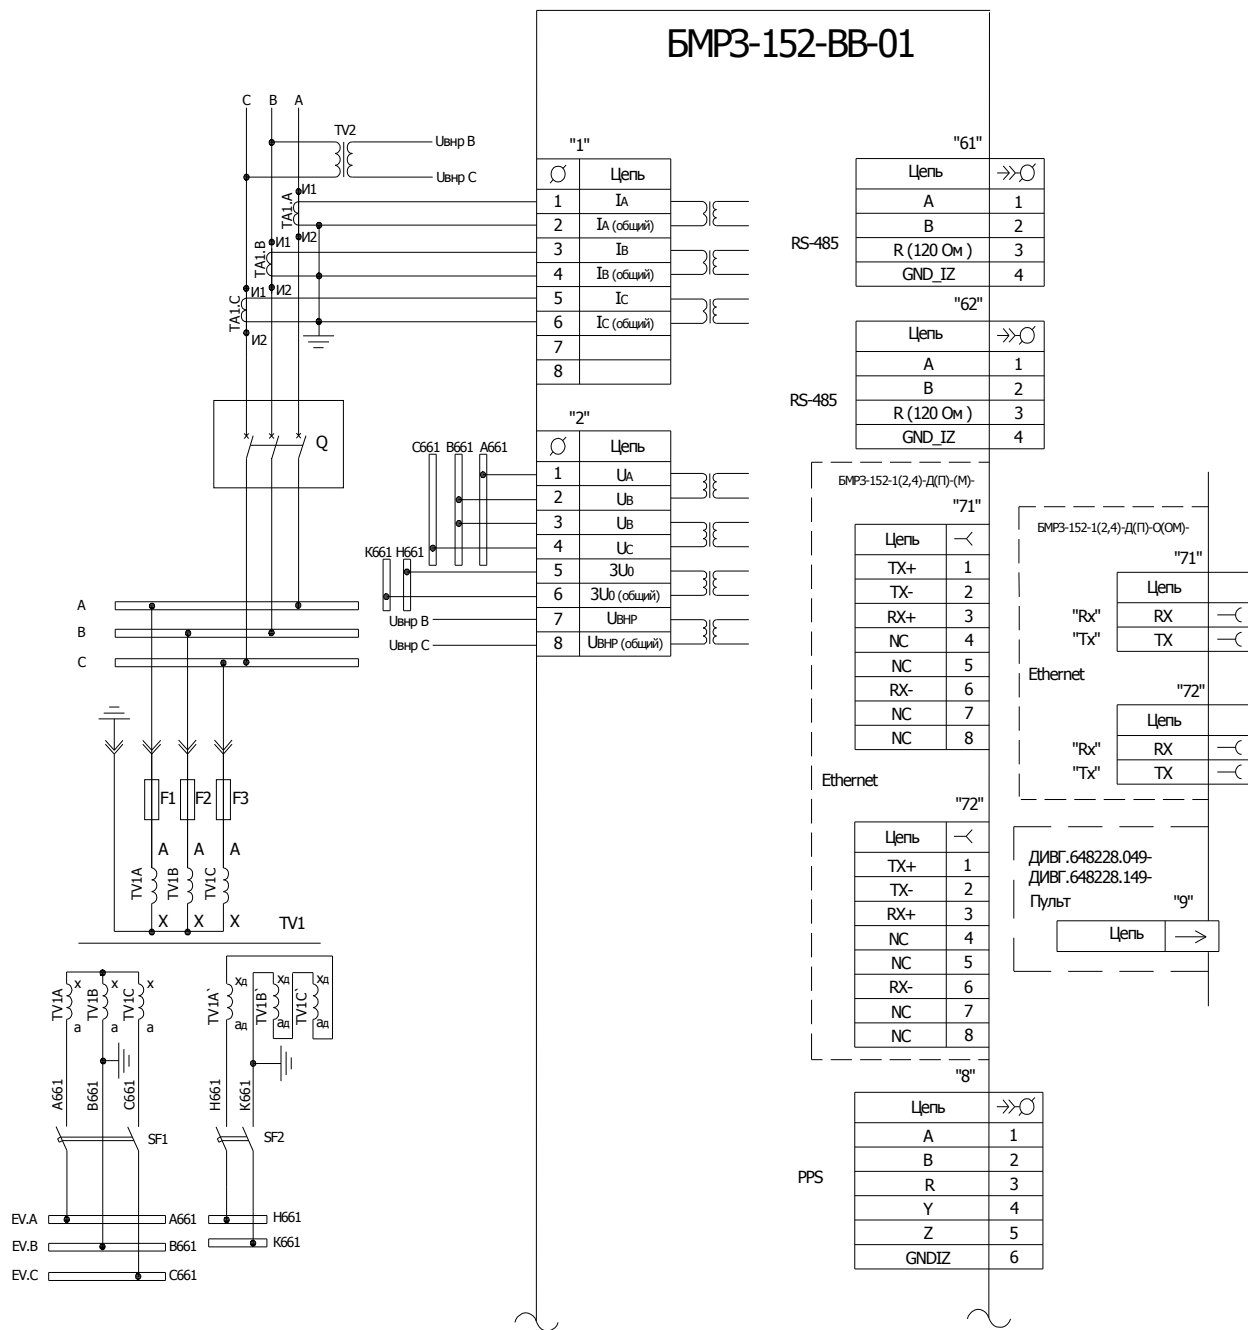 БМРЗ-152-ВВ-01
C B A
TV2
Uвнр B
Uвнр C
И1
TA1.A
И2
И1
TA1.B
И2
И1
TA1.C
И2
Q
"1"
Ø Цепь
1 IA
2 IA (общий)
3 IB
4 IB (общий)
5 IC
6 IC (общий)
7
8
"2"
Ø Цепь
1 UA
2 UB
3 UB
4 UC
5 3U0
6 3U0 (общий)
7 UВНР
8 UВНР (общий)
C661 B661 A661
K661 H661
Uвнр B
Uвнр C
A
B
C
F1 F2 F3
A A A
TV1A TV1B TV1C
X X X
TV1
x x x
TV1A TV1B TV1C
a a a
xд xд xд
TV1A` TV1B` TV1C`
aд aд aд
A661 B661 C661
H661 K661
SF1
SF2
EV.A A661
EV.B B661
EV.C C661
H661
K661
"61"
RS-485
Цепь
A 1
B 2
R (120 Ом ) 3
GND_IZ 4
"62"
RS-485
Цепь
A 1
B 2
R (120 Ом ) 3
GND_IZ 4
БМРЗ-152-1(2,4)-Д(П)-(М)-
"71"
Цепь
TX+ 1
TX- 2
RX+ 3
NC 4
NC 5
RX- 6
NC 7
NC 8
Ethernet
"72"
Цепь
TX+ 1
TX- 2
RX+ 3
NC 4
NC 5
RX- 6
NC 7
NC 8
"8"
PPS
Цепь
A 1
B 2
R 3
Y 4
Z 5
GNDIZ 6
БМРЗ-152-1(2,4)-Д(П)-О(ОМ)-
"71"
Цепь
"Rx" RX
"Tx" TX
Ethernet
"72"
Цепь
"Rx" RX
"Tx" TX
ДИВГ.648228.049-
ДИВГ.648228.149-
Пульт "9"
Цепь